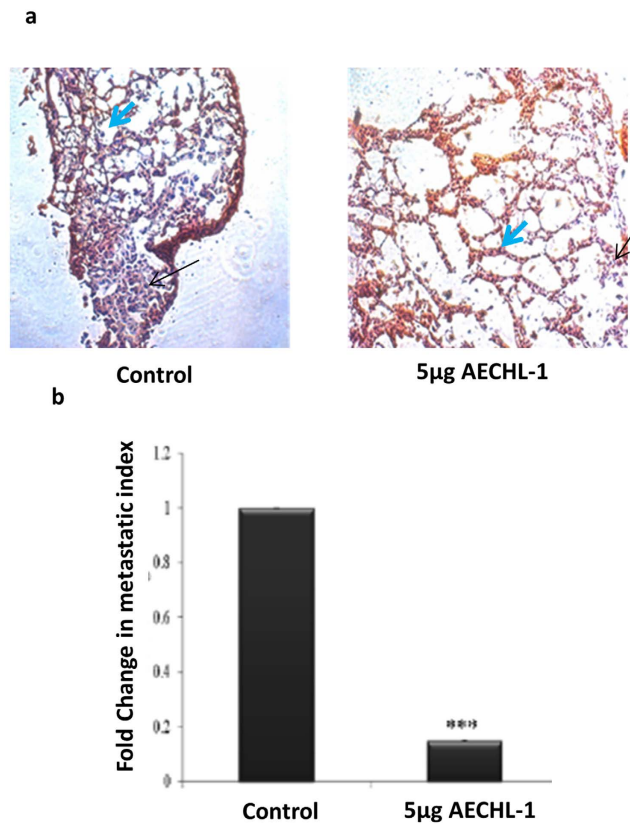 a
Control
5µg AECHL-1
b
Fold Change in metastatic index
1.2
1
0.8
0.6
0.4
0.2
0
***
Control
5µg AECHL-1